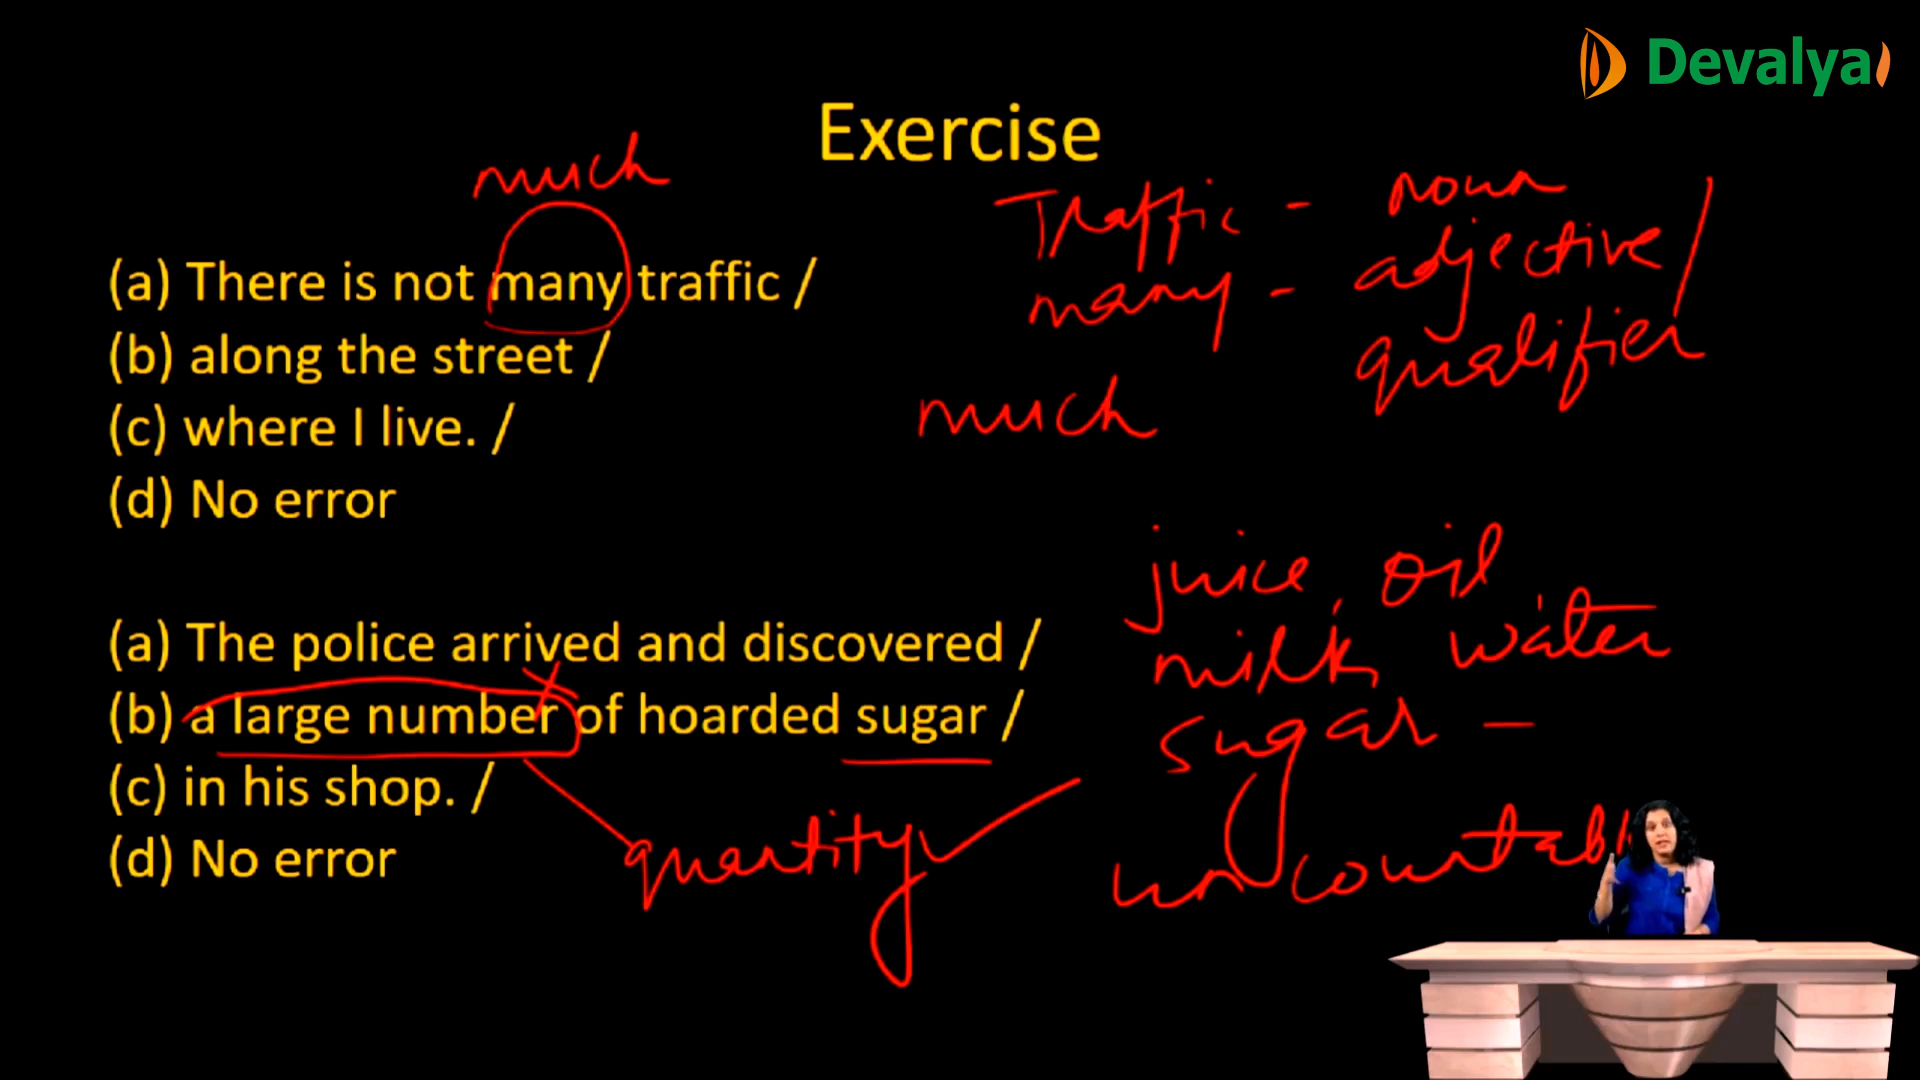 Devalya
Exercise
much
Traffic - noun
many - adjective /
qualifier
much
(a) There is not many traffic /
(b) along the street /
(c) where I live. /
(d) No error
juice, oil
milk, water
sugar -
uncountabl
(a) The police arrived and discovered /
(b) a large number of hoarded sugar /
(c) in his shop. /
(d) No error
quantity